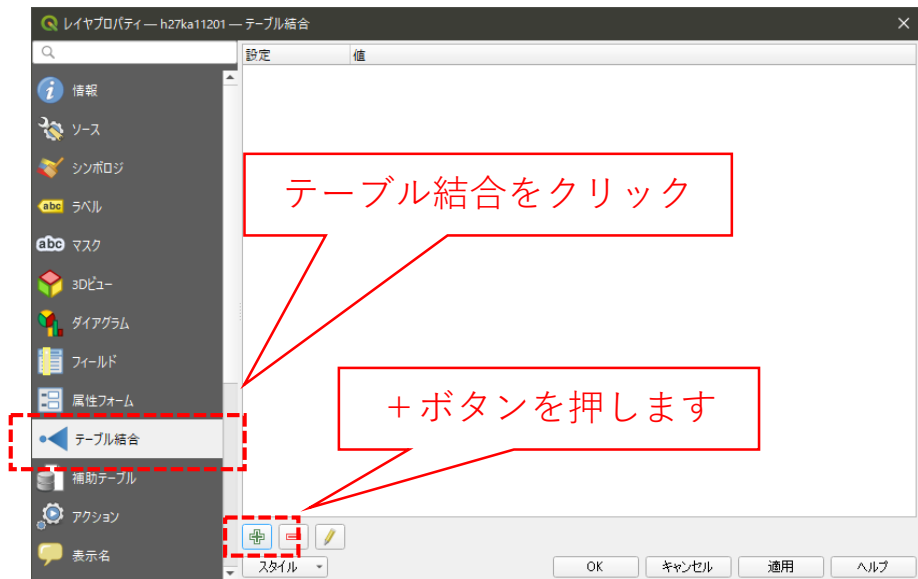 レイヤプロパティ — h27ka11201 — テーブル結合
設定 値
情報
ソース
シンボロジ
abc ラベル
abc マスク
3Dビュー
ダイアグラム
フィールド
属性フォーム
テーブル結合
補助テーブル
アクション
表示名
テーブル結合をクリック
＋ボタンを押します
スタイル
OK キャンセル 適用 ヘルプ